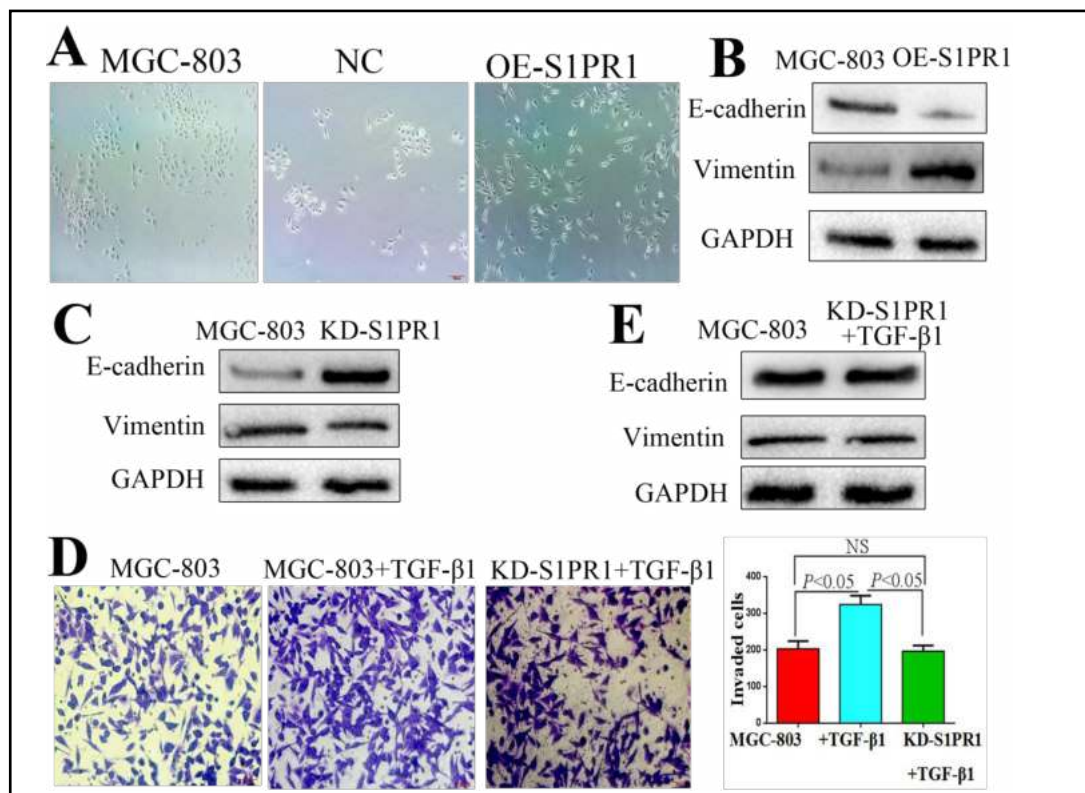 A
MGC-803 NC OE-S1PR1
B
MGC-803 OE-S1PR1
E-cadherin
Vimentin
GAPDH
C
MGC-803 KD-S1PR1
E-cadherin
Vimentin
GAPDH
E
MGC-803 KD-S1PR1
+TGF-β1
E-cadherin
Vimentin
GAPDH
D
MGC-803 MGC-803+TGF-β1 KD-S1PR1+TGF-β1
NS
P<0.05 P<0.05
Invaded cells
400
300
200
100
0
MGC-803 +TGF-β1 KD-S1PR1
+TGF-β1